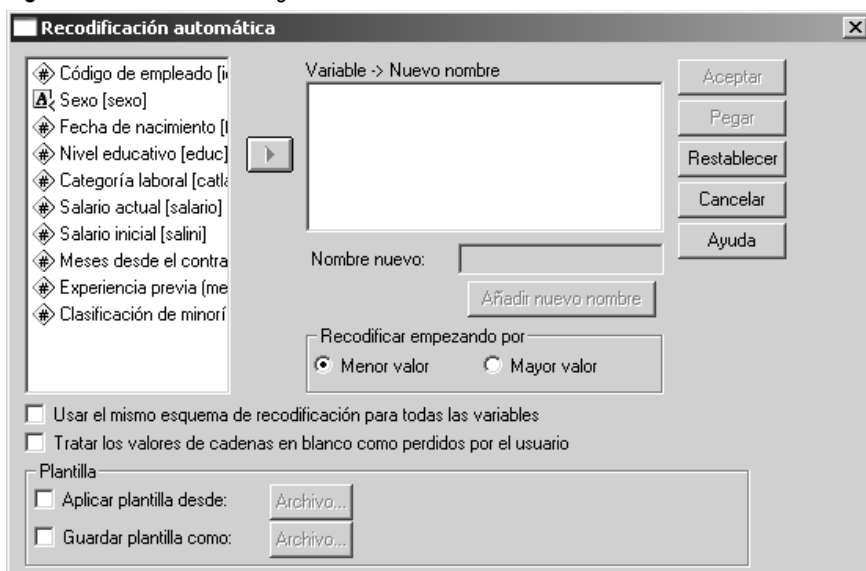 Recodificación automática
Código de empleado [i
Sexo [sexo]
Fecha de nacimiento [
Nivel educativo [educ]
Categoría laboral [catla
Salario actual [salario]
Salario inicial [salini]
Meses desde el contra
Experiencia previa (me
Clasificación de minorí
Variable -> Nuevo nombre
Nombre nuevo:
Añadir nuevo nombre
Recodificar empezando por
Menor valor
Mayor valor
Aceptar
Pegar
Restablecer
Cancelar
Ayuda
Usar el mismo esquema de recodificación para todas las variables
Tratar los valores de cadenas en blanco como perdidos por el usuario
Plantilla
Aplicar plantilla desde:
Archivo...
Guardar plantilla como:
Archivo...